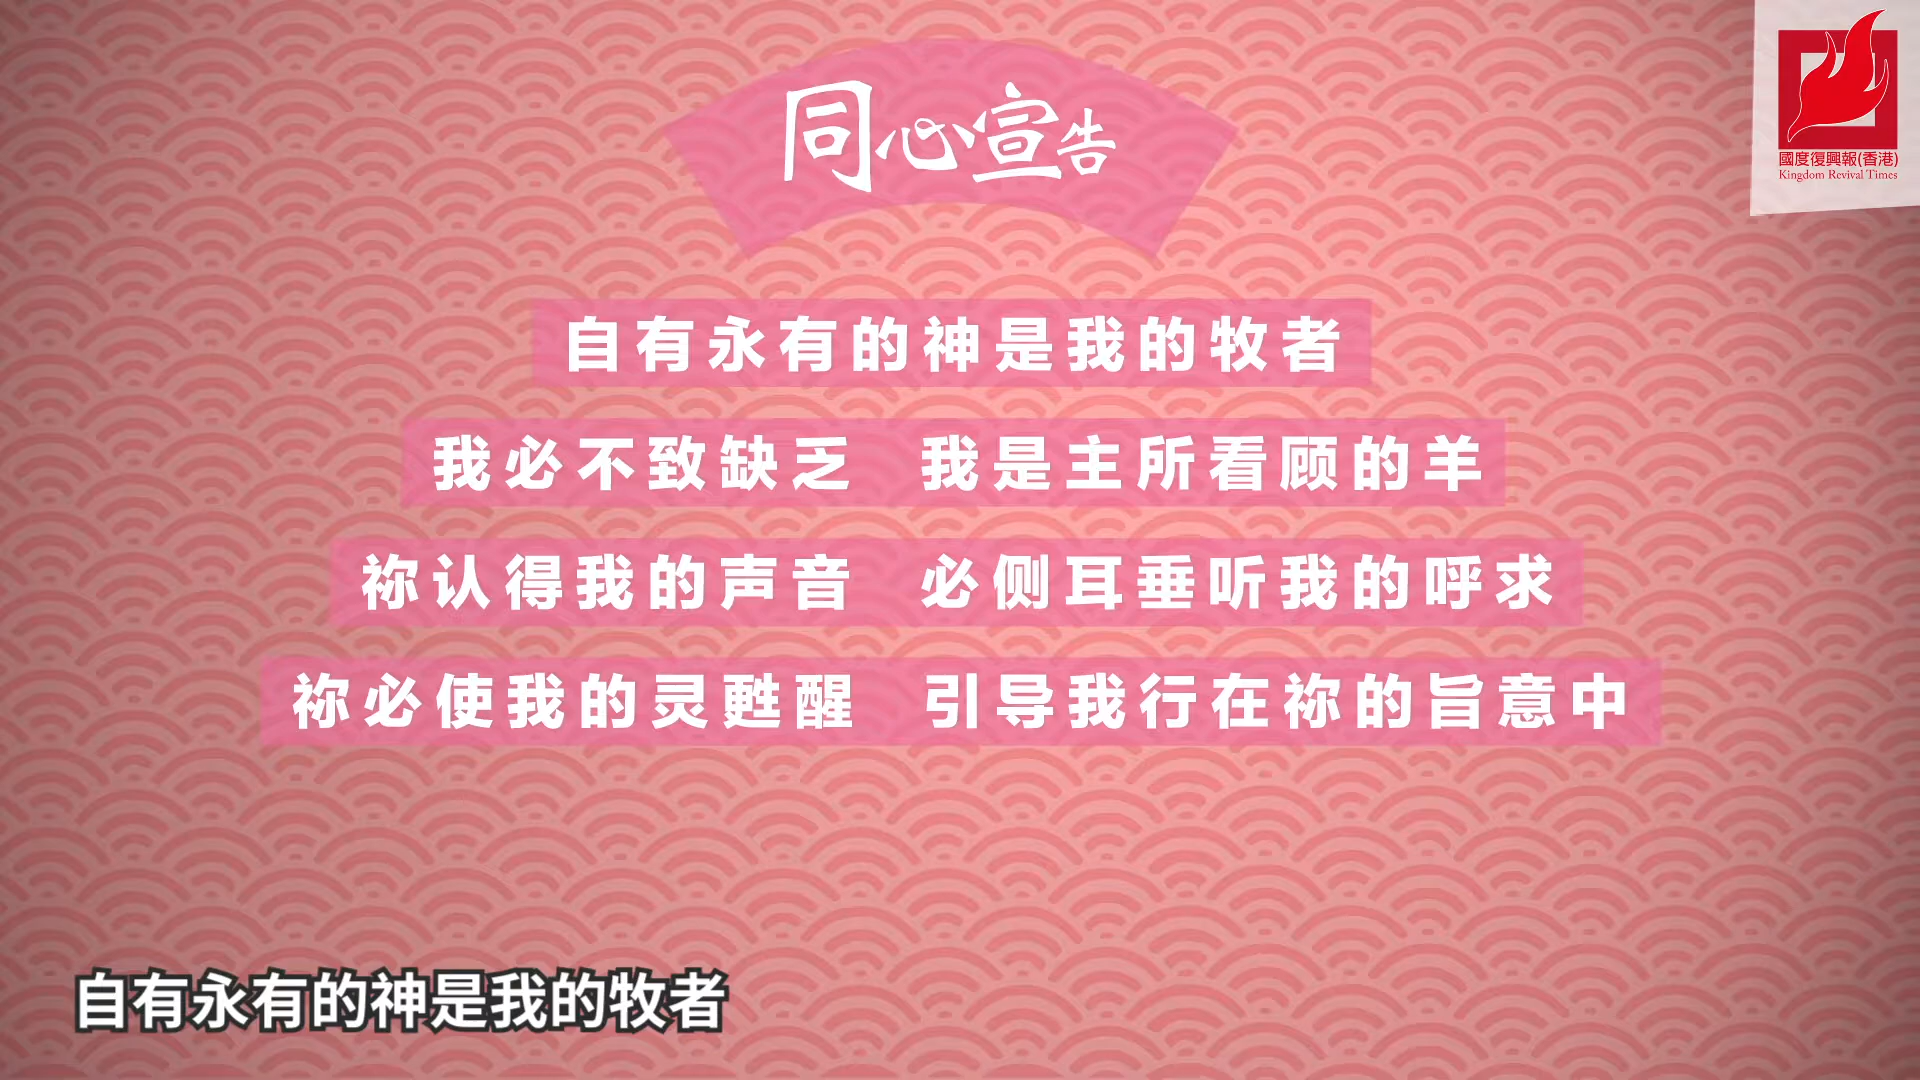 同心宣告
國度復興報(香港)
Kingdom Revival Times
自有永有的神是我的牧者
我必不致缺乏 我是主所看顾的羊
祢认得我的声音 必侧耳垂听我的呼求
祢必使我的灵甦醒 引导我行在祢的旨意中
自有永有的神是我的牧者